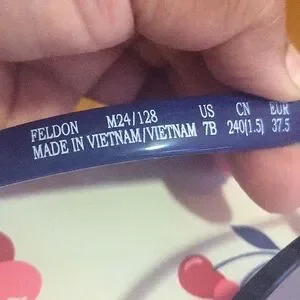 FELDON M24/128 US CN EUR
MADE IN VIETNAM/VIETNAM 7B 240(1.5) 37.5